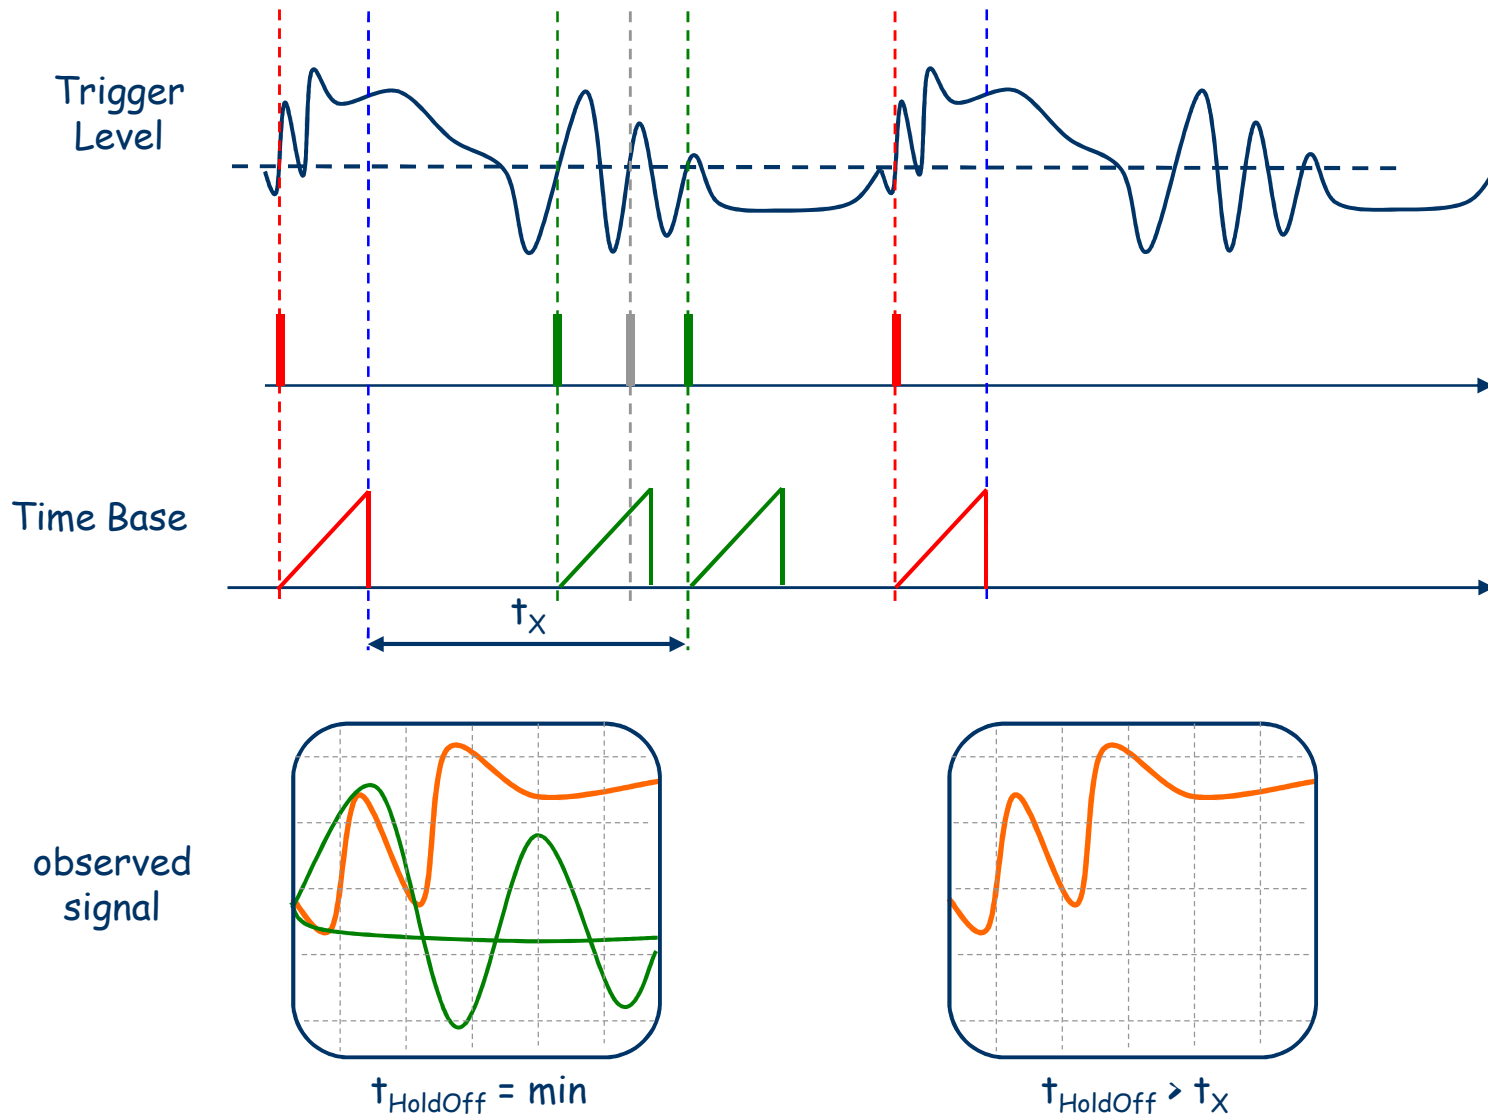 Trigger
Level
Time Base
tX
observed
signal
tHoldOff = min
tHoldOff > tX